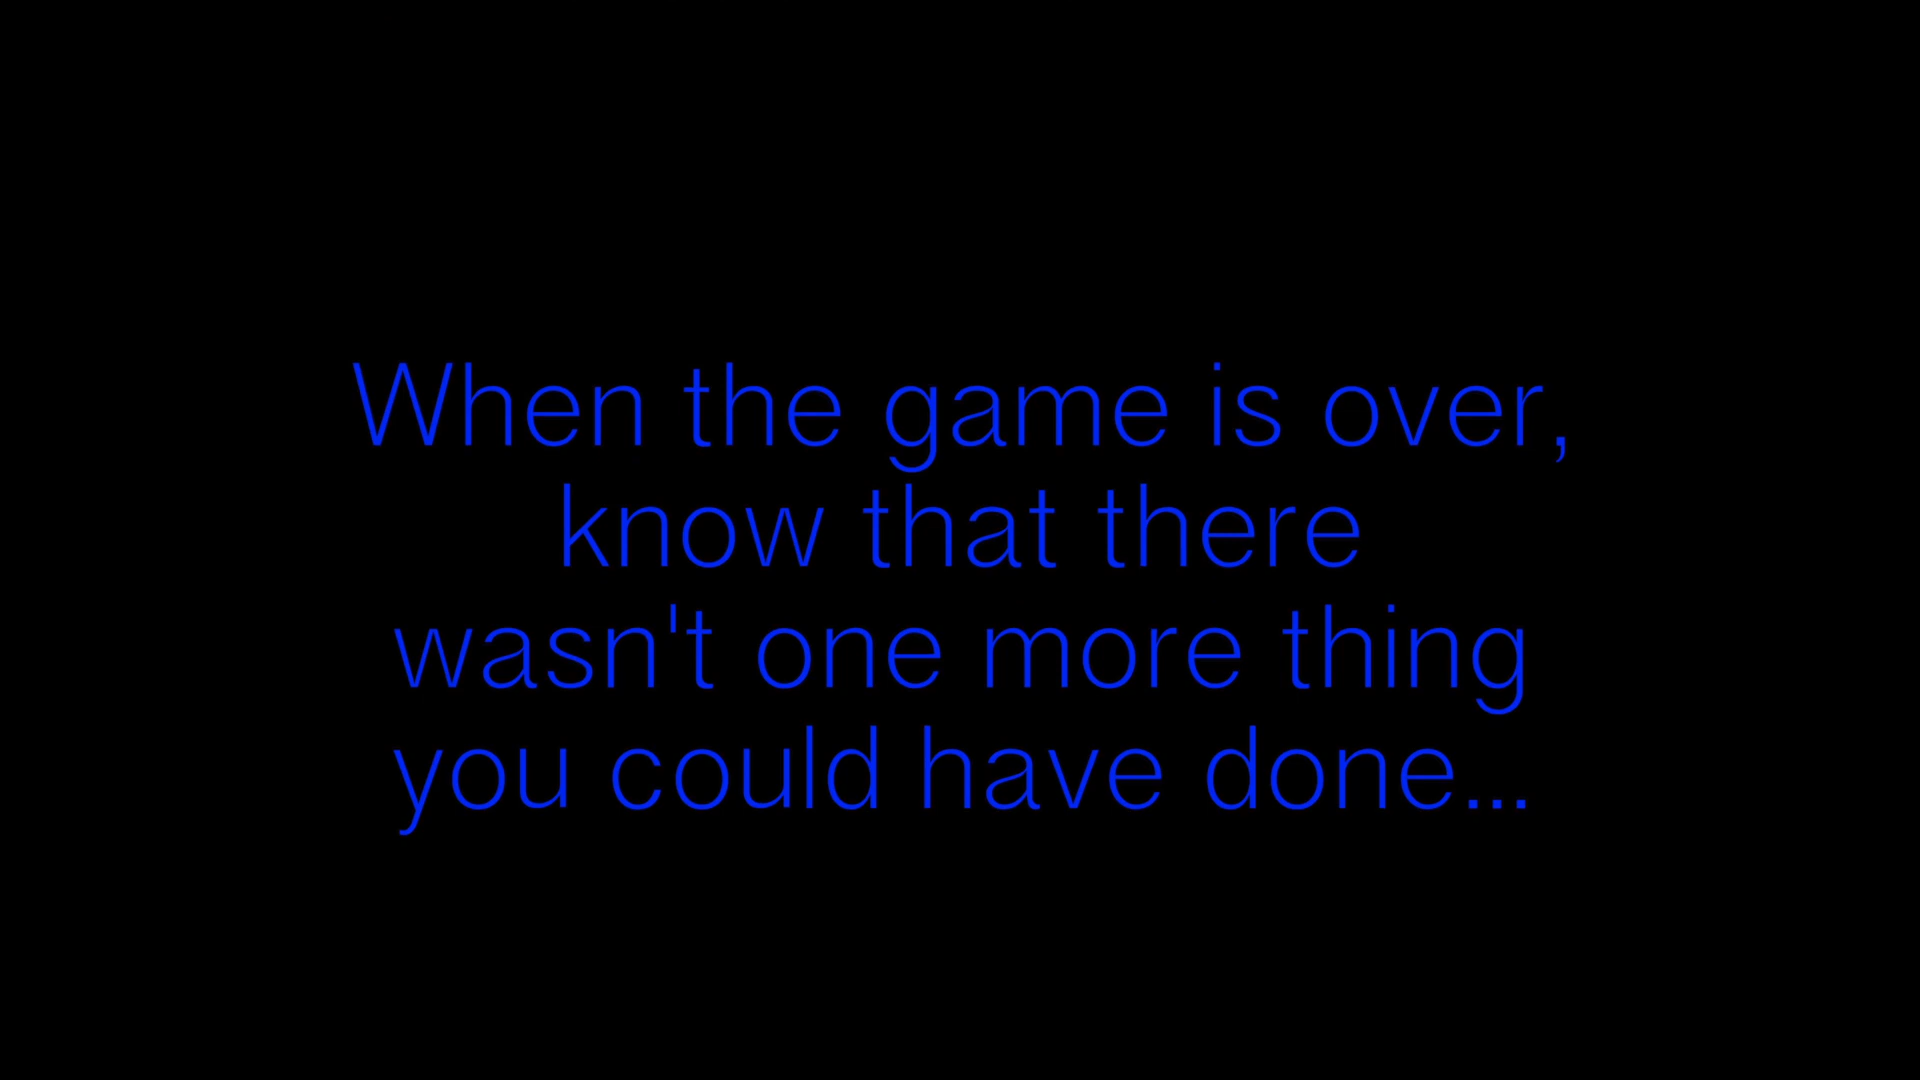 When the game is over,
know that there
wasn't one more thing
you could have done...